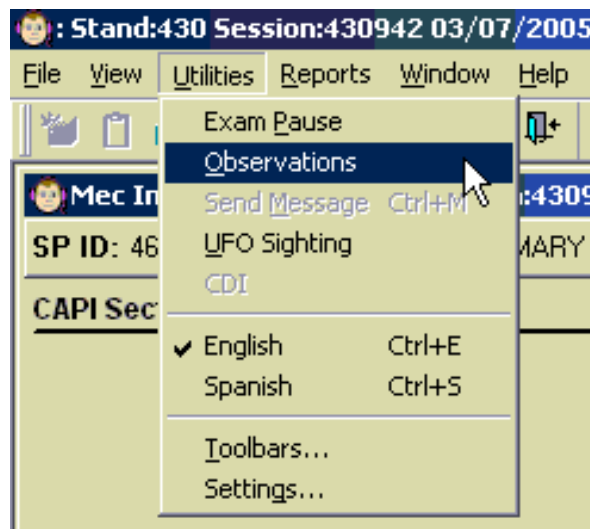 : Stand:430 Session:430942 03/07/2005
File View Utilities Reports Window Help
Exam Pause
Observations
Mec In :4309
Send Message Ctrl+M
SP ID: 46 UFO Sighting MARY
CDI
CAPI Sec
English Ctrl+E
Spanish Ctrl+S
Toolbars...
Settings...